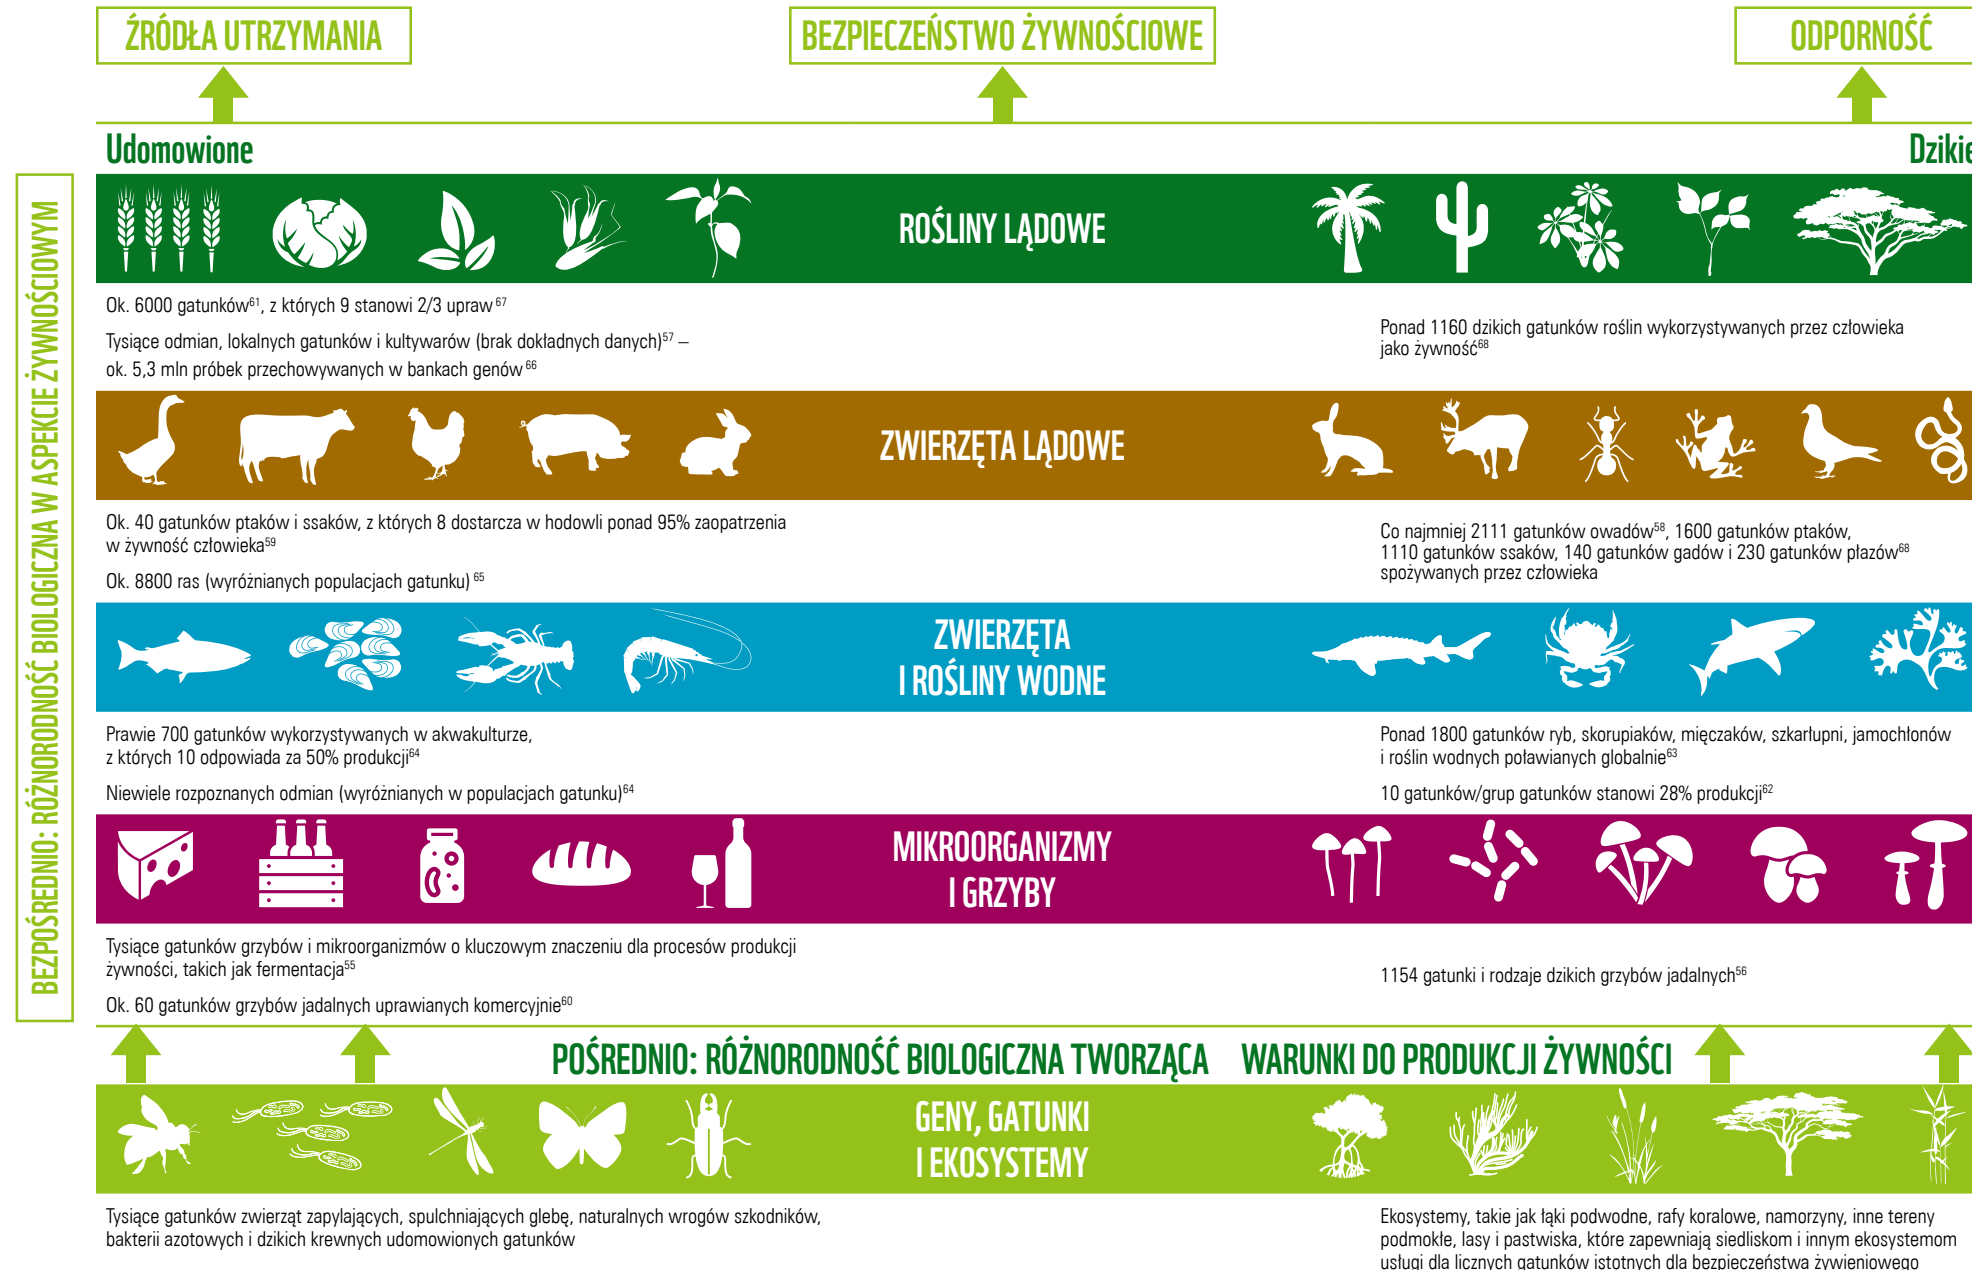 ŹRÓDŁA UTRZYMANIA
BEZPIECZEŃSTWO ŻYWNOŚCIOWE
ODPORNOŚĆ
Udomowione
Dzikie
BEZPOŚREDNIO: RÓŻNORODNOŚĆ BIOLOGICZNA W ASPEKCIE ŻYWNOŚCIOWYM
ROŚLINY LĄDOWE
Ok. 6000 gatunków⁶¹, z których 9 stanowi 2/3 upraw ⁶⁷
Tysiące odmian, lokalnych gatunków i kultywarów (brak dokładnych danych)⁵⁷ –
ok. 5,3 mln próbek przechowywanych w bankach genów ⁶⁶
Ponad 1160 dzikich gatunków roślin wykorzystywanych przez człowieka
jako żywność⁶⁸
ZWIERZĘTA LĄDOWE
Ok. 40 gatunków ptaków i ssaków, z których 8 dostarcza w hodowli ponad 95% zaopatrzenia
w żywność człowieka⁵⁹
Ok. 8800 ras (wyróżnianych populacjach gatunku) ⁶⁵
Co najmniej 2111 gatunków owadów⁵⁸, 1600 gatunków ptaków,
1110 gatunków ssaków, 140 gatunków gadów i 230 gatunków płazów⁶⁸
spożywanych przez człowieka
ZWIERZĘTA
I ROŚLINY WODNE
Prawie 700 gatunków wykorzystywanych w akwakulturze,
z których 10 odpowiada za 50% produkcji⁶⁴
Niewiele rozpoznanych odmian (wyróżnianych w populacjach gatunku)⁶⁴
Ponad 1800 gatunków ryb, skorupiaków, mięczaków, szkarłupni, jamochłonów
i roślin wodnych poławianych globalnie⁶³
10 gatunków/grup gatunków stanowi 28% produkcji⁶²
MIKROORGANIZMY
I GRZYBY
Tysiące gatunków grzybów i mikroorganizmów o kluczowym znaczeniu dla procesów produkcji
żywności, takich jak fermentacja⁵⁵
Ok. 60 gatunków grzybów jadalnych uprawianych komercyjnie⁶⁰
1154 gatunki i rodzaje dzikich grzybów jadalnych⁵⁶
POŚREDNIO: RÓŻNORODNOŚĆ BIOLOGICZNA TWORZĄCA WARUNKI DO PRODUKCJI ŻYWNOŚCI
GENY, GATUNKI
I EKOSYSTEMY
Tysiące gatunków zwierząt zapylających, spulchniających glebę, naturalnych wrogów szkodników,
bakterii azotowych i dzikich krewnych udomowionych gatunków
Ekosystemy, takie jak łąki podwodne, rafy koralowe, namorzyny, inne tereny
podmokłe, lasy i pastwiska, które zapewniają siedliskom i innym ekosystemom
usługi dla licznych gatunków istotnych dla bezpieczeństwa żywieniowego